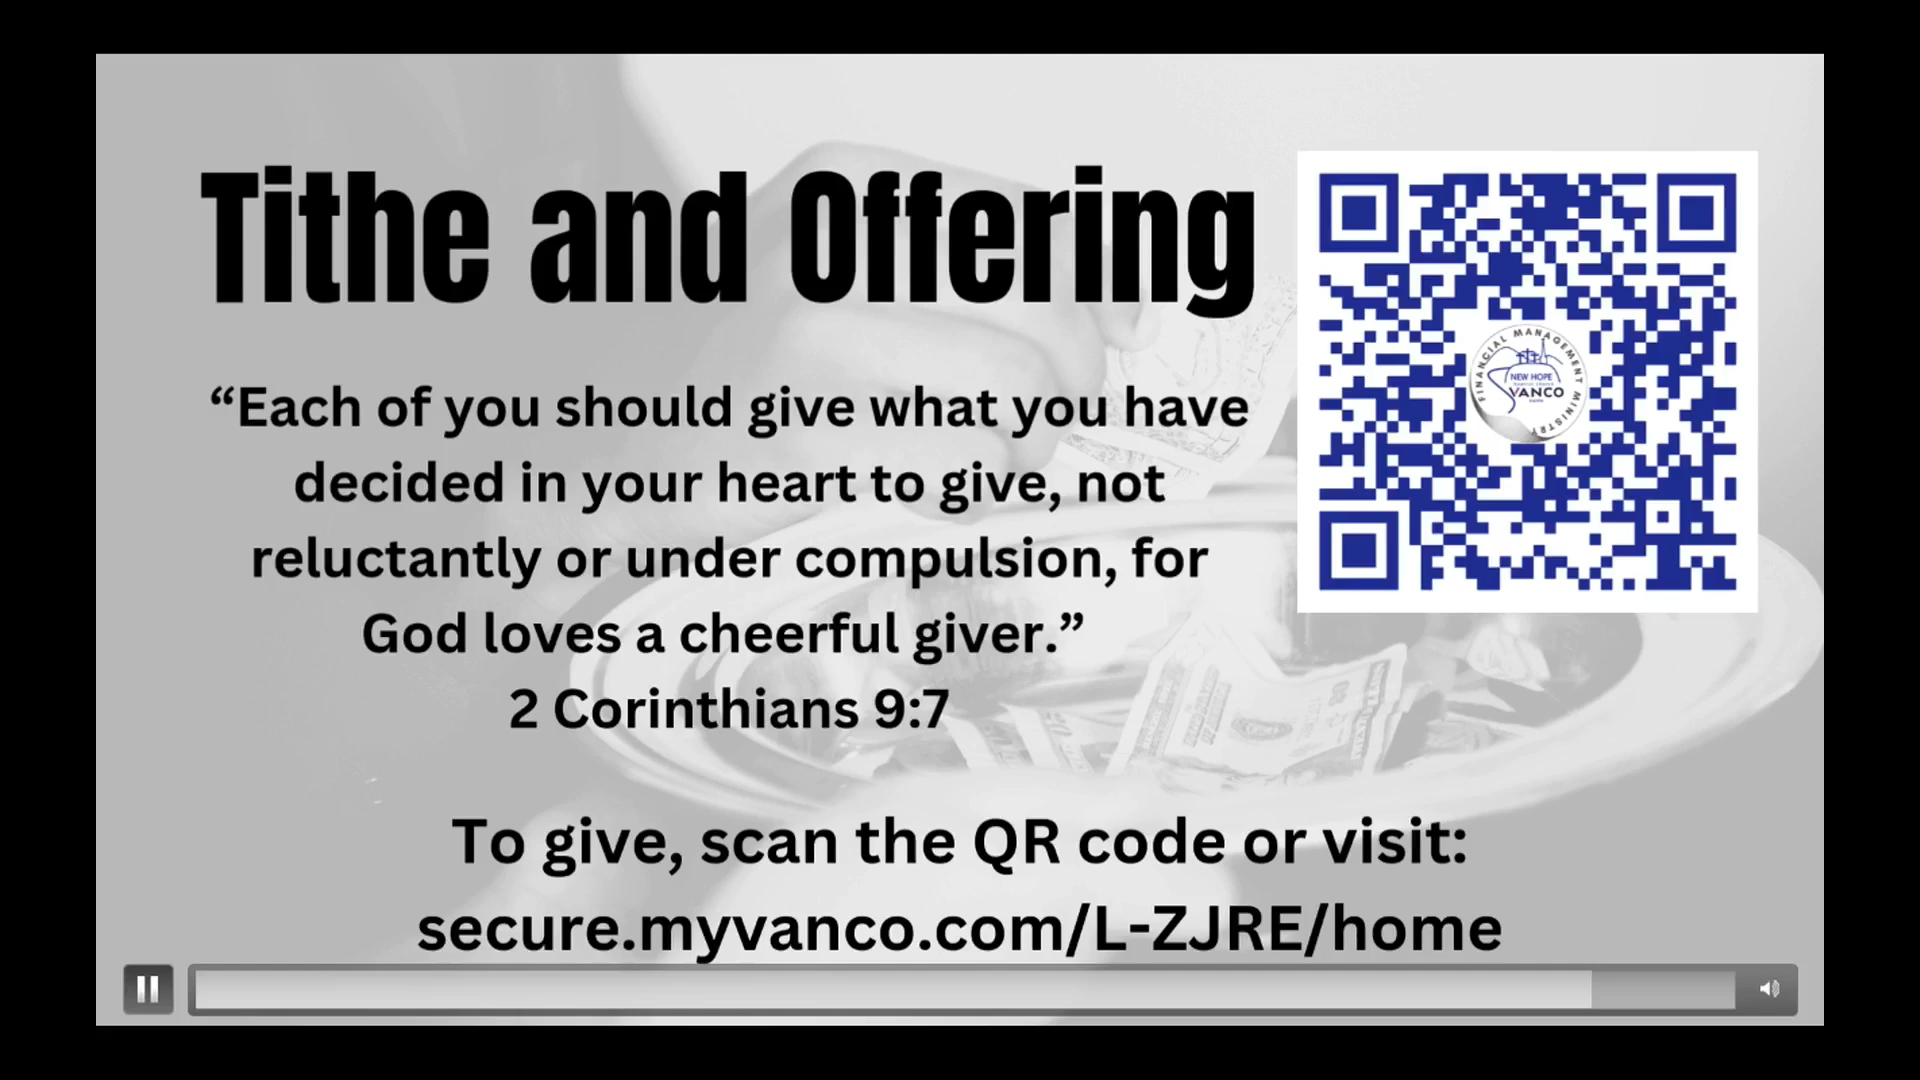 Tithe and Offering
“Each of you should give what you have
decided in your heart to give, not
reluctantly or under compulsion, for
God loves a cheerful giver.”
2 Corinthians 9:7
FINANCIAL MANAGEMENT MINISTRY
NEW HOPE
VANCO
To give, scan the QR code or visit:
secure.myvanco.com/L-ZJRE/home